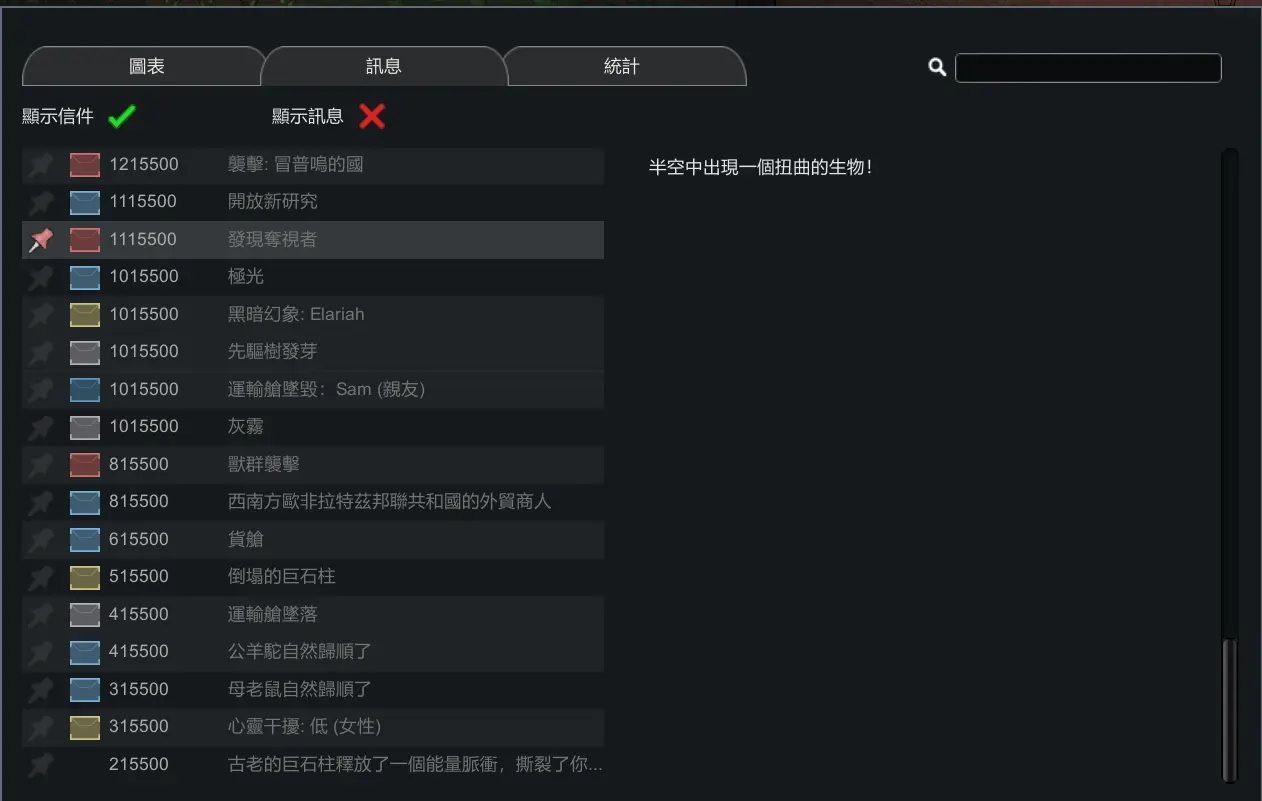 圖表
訊息
統計
顯示信件
顯示訊息
1215500 襲擊: 冒普鳴的國
1115500 開放新研究
1115500 發現奪視者
1015500 極光
1015500 黑暗幻象: Elariah
1015500 先驅樹發芽
1015500 運輸艙墜毀：Sam (親友)
1015500 灰霧
815500 獸群襲擊
815500 西南方歐非拉特茲邦聯共和國的外貿商人
615500 貨艙
515500 倒塌的巨石柱
415500 運輸艙墜落
415500 公羊駝自然歸順了
315500 母老鼠自然歸順了
315500 心靈干擾: 低 (女性)
215500 古老的巨石柱釋放了一個能量脈衝，撕裂了你...
半空中出現一個扭曲的生物！